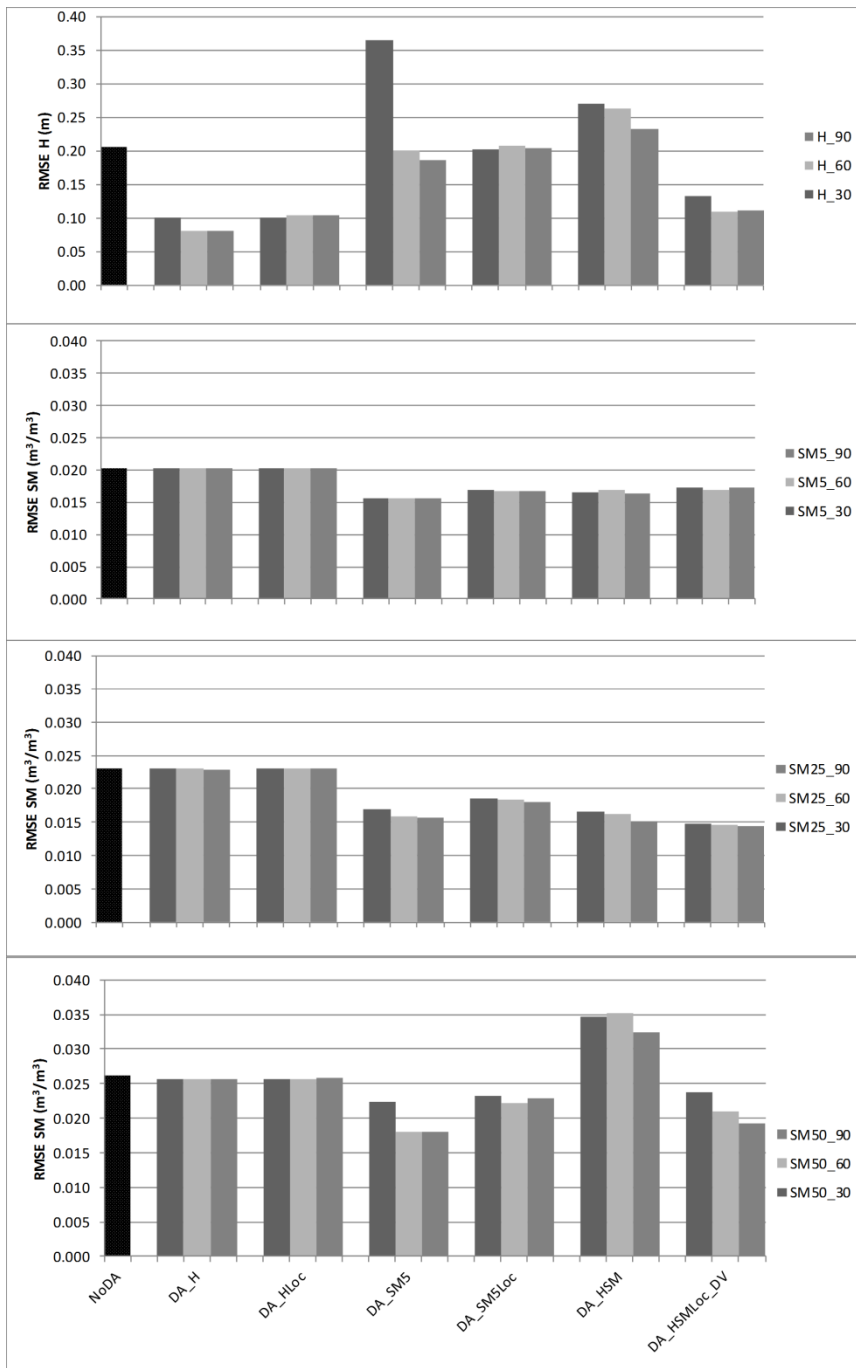 0.40
0.35
0.30
0.25
0.20
0.15
0.10
0.05
0.00
RMSE H (m)
H_90
H_60
H_30
0.040
0.035
0.030
0.025
0.020
0.015
0.010
0.005
0.000
RMSE SM (m³/m³)
SM5_90
SM5_60
SM5_30
0.040
0.035
0.030
0.025
0.020
0.015
0.010
0.005
0.000
RMSE SM (m³/m³)
SM25_90
SM25_60
SM25_30
0.040
0.035
0.030
0.025
0.020
0.015
0.010
0.005
0.000
RMSE SM (m³/m³)
SM50_90
SM50_60
SM50_30
NoDA
DA_H
DA_HLoc
DA_SM5
DA_SM5Loc
DA_HSM
DA_HSMLoc_DV